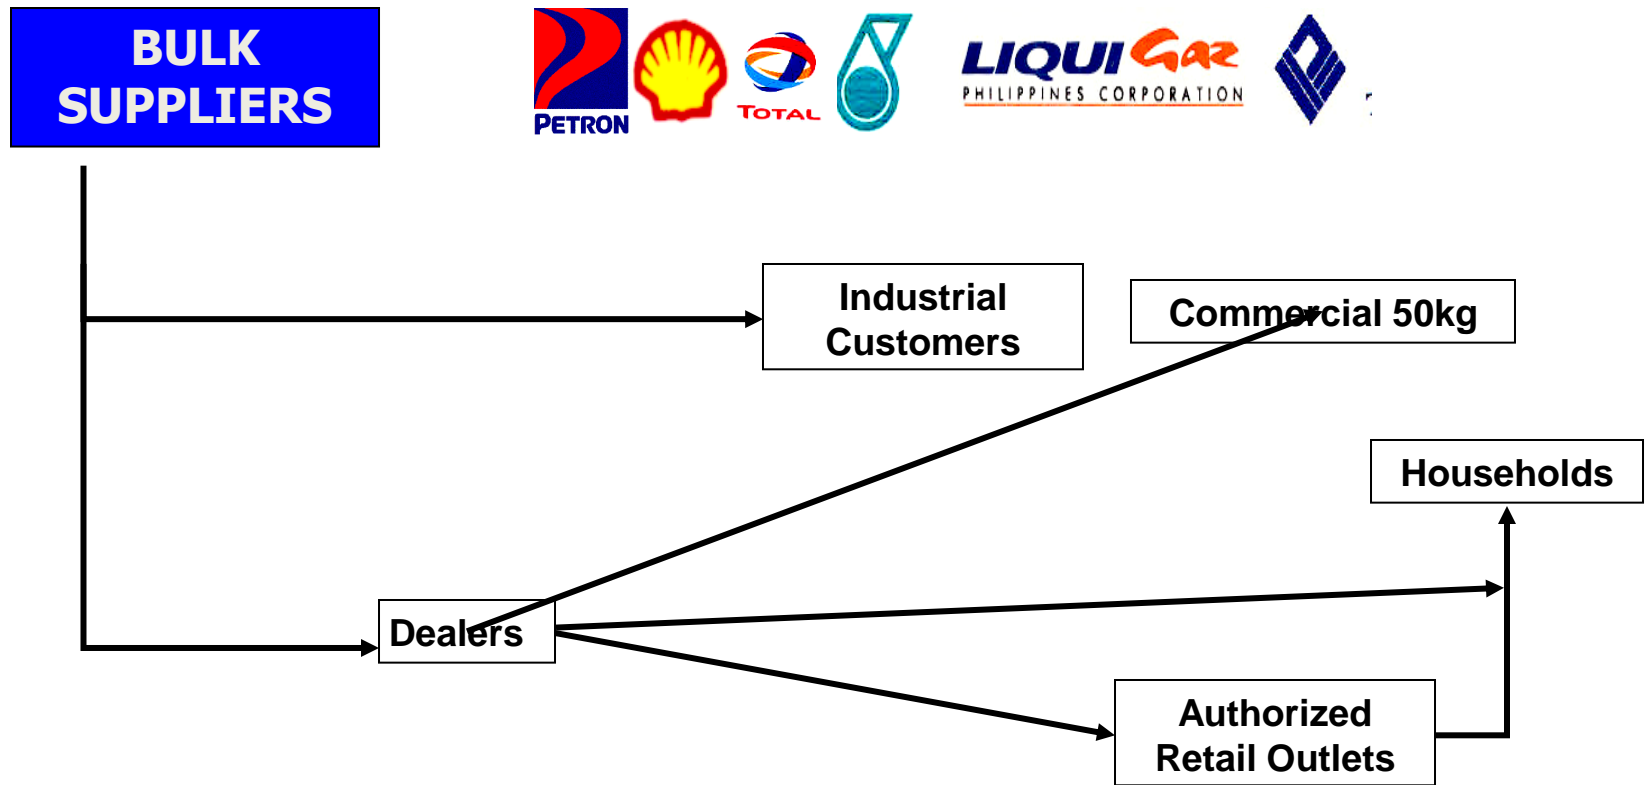 BULK
SUPPLIERS
PETRON
TOTAL
LIQUIGAZ
PHILIPPINES CORPORATION
Industrial
Customers
Commercial 50kg
Households
Dealers
Authorized
Retail Outlets